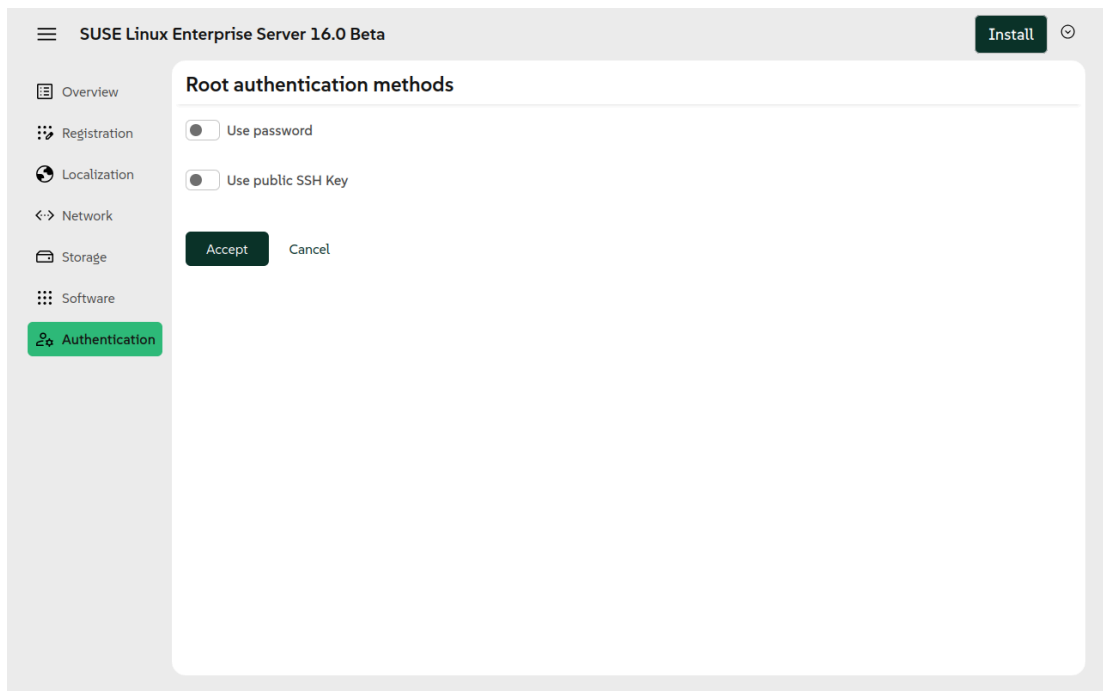 SUSE Linux Enterprise Server 16.0 Beta
Install
Overview
Registration
Localization
Network
Storage
Software
Authentication
Root authentication methods
Use password
Use public SSH Key
Accept
Cancel